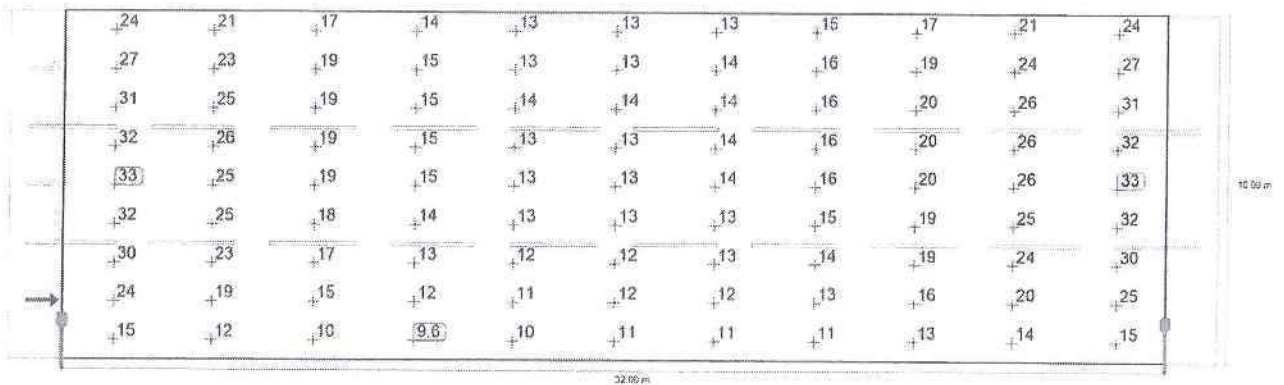 24 21 17 14 13 13 13 15 17 21 24
27 23 19 15 13 13 14 16 19 24 27
31 25 19 15 14 14 14 16 20 26 31
32 26 19 15 13 13 14 16 20 26 32
33 25 19 15 13 13 14 16 20 26 33
10.00 m
32 25 18 14 13 13 13 15 19 25 32
30 23 17 13 12 12 13 14 19 24 30
24 19 15 12 11 12 12 13 16 20 25
15 12 10 9.6 10 11 11 11 13 14 15
32.00 m